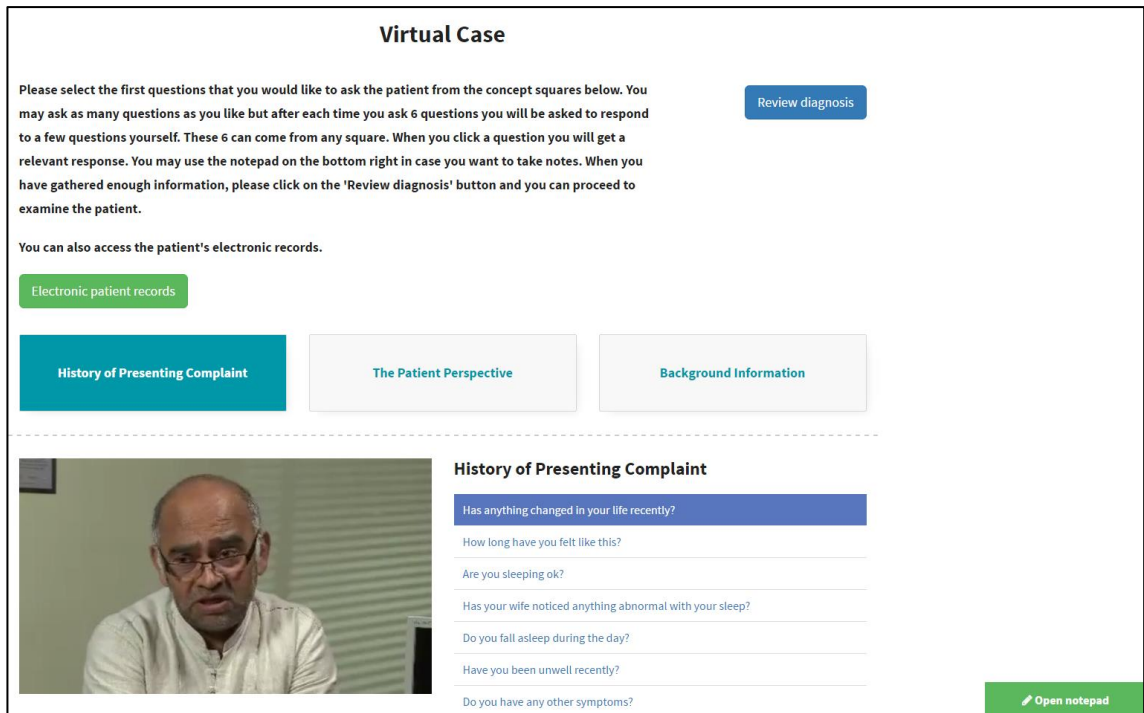 Virtual Case
Please select the first questions that you would like to ask the patient from the concept squares below. You
may ask as many questions as you like but after each time you ask 6 questions you will be asked to respond
to a few questions yourself. These 6 can come from any square. When you click a question you will get a
relevant response. You may use the notepad on the bottom right in case you want to take notes. When you
have gathered enough information, please click on the 'Review diagnosis' button and you can proceed to
examine the patient.
Review diagnosis
You can also access the patient's electronic records.
Electronic patient records
History of Presenting Complaint
The Patient Perspective
Background Information
History of Presenting Complaint
Has anything changed in your life recently?
How long have you felt like this?
Are you sleeping ok?
Has your wife noticed anything abnormal with your sleep?
Do you fall asleep during the day?
Have you been unwell recently?
Do you have any other symptoms?
Open notepad